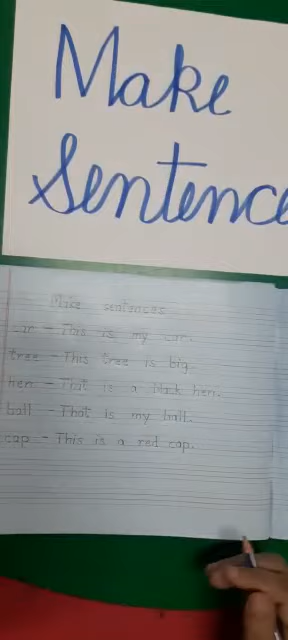 Make
Sentence
Make sentences
car - This is my car.
tree - This tree is big.
hen - That is a black hen.
ball - That is my ball.
cap - This is a red cap.